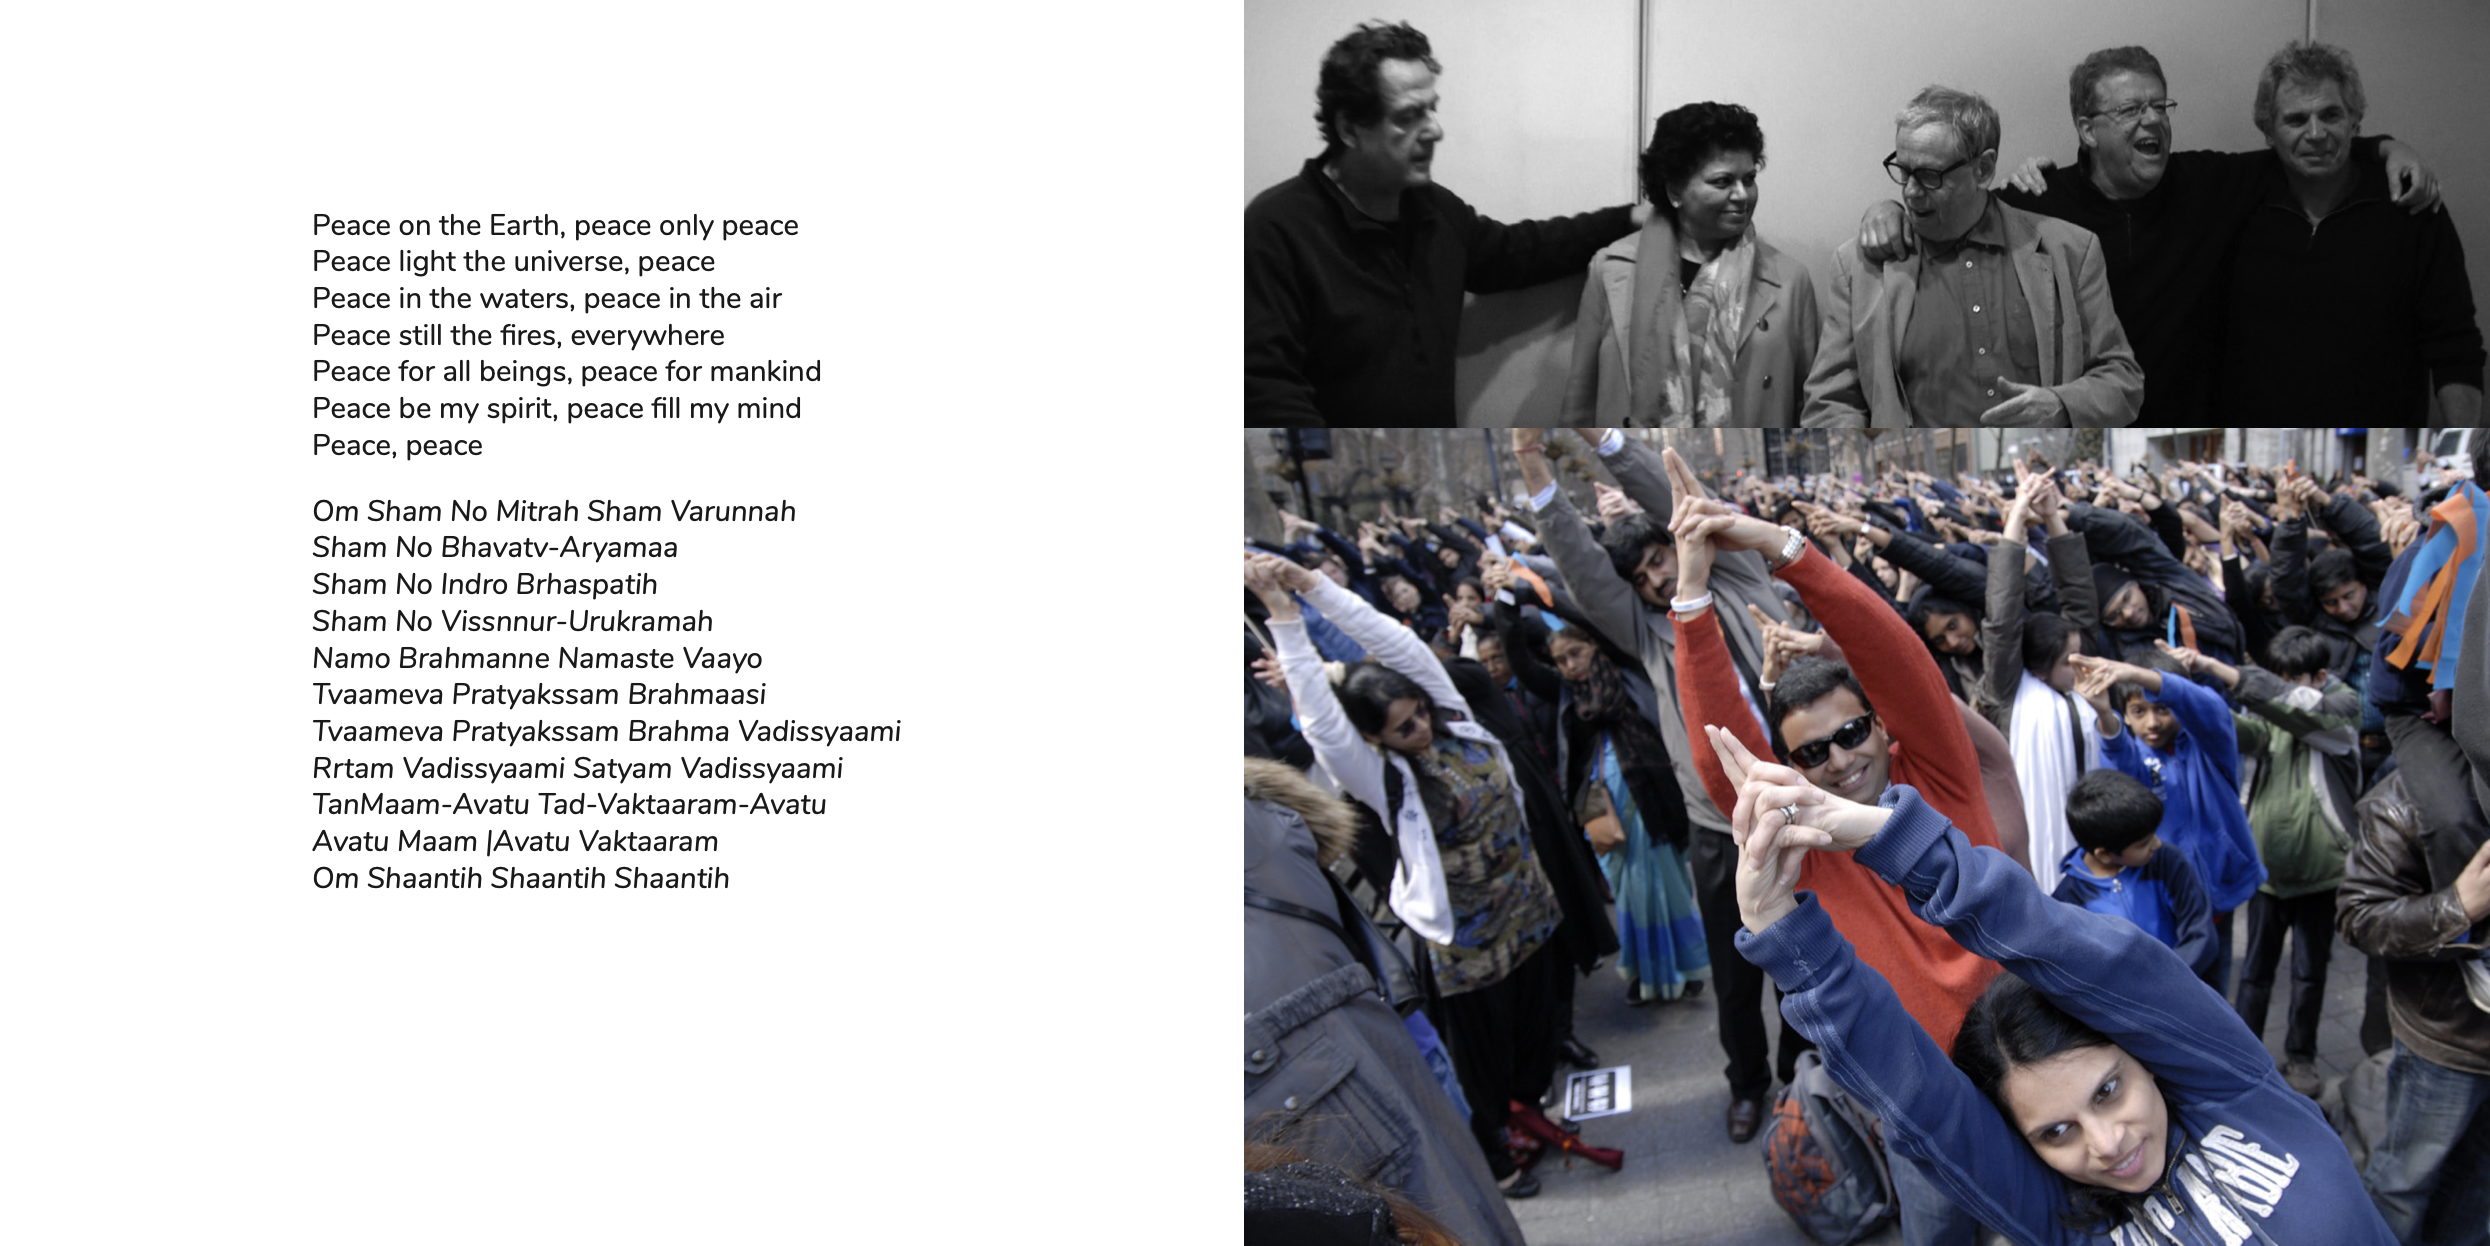 Peace on the Earth, peace only peace
Peace light the universe, peace
Peace in the waters, peace in the air
Peace still the fires, everywhere
Peace for all beings, peace for mankind
Peace be my spirit, peace fill my mind
Peace, peace
Om Sham No Mitrah Sham Varunnah
Sham No Bhavatv-Aryamaa
Sham No Indro Brhaspatih
Sham No Vissnnur-Urukramah
Namo Brahmanne Namaste Vaayo
Tvaameva Pratyakssam Brahmaasi
Tvaameva Pratyakssam Brahma Vadissyaami
Rrtam Vadissyaami Satyam Vadissyaami
TanMaam-Avatu Tad-Vaktaaram-Avatu
Avatu Maam |Avatu Vaktaaram
Om Shaantih Shaantih Shaantih